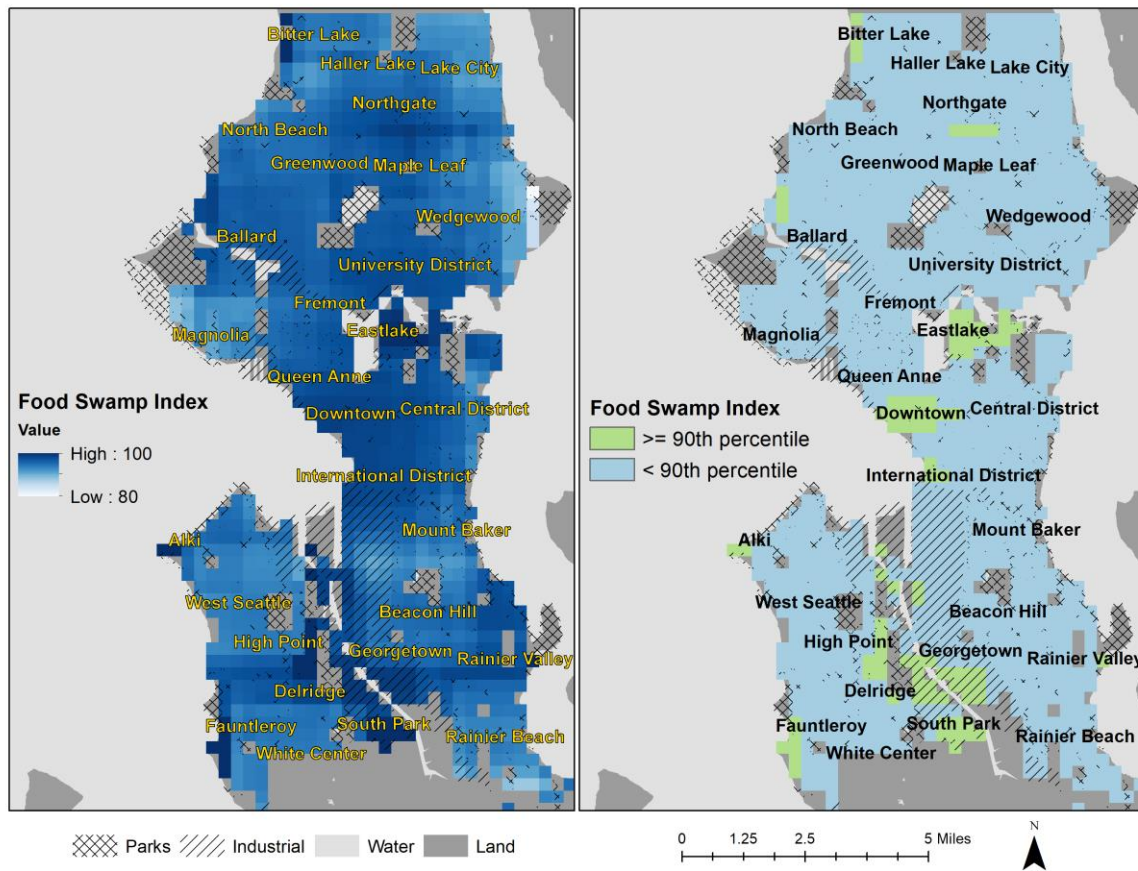 Bitter Lake
Haller Lake
Lake City
Northgate
North Beach
Greenwood
Maple Leaf
Wedgewood
Ballard
University District
Fremont
Eastlake
Magnolia
Queen Anne
Downtown
Central District
International District
Mount Baker
Alki
West Seattle
Beacon Hill
High Point
Georgetown
Rainier Valley
Delridge
Fauntleroy
South Park
White Center
Rainier Beach
Food Swamp Index
Value
High : 100
Low : 80
Bitter Lake
Haller Lake
Lake City
Northgate
North Beach
Greenwood
Maple Leaf
Wedgewood
Ballard
University District
Fremont
Eastlake
Magnolia
Queen Anne
Downtown
Central District
International District
Mount Baker
Alki
West Seattle
Beacon Hill
High Point
Georgetown
Rainier Valley
Delridge
Fauntleroy
South Park
White Center
Rainier Beach
Food Swamp Index
>= 90th percentile
< 90th percentile
Parks Industrial Water Land
0 1.25 2.5 5 Miles
N